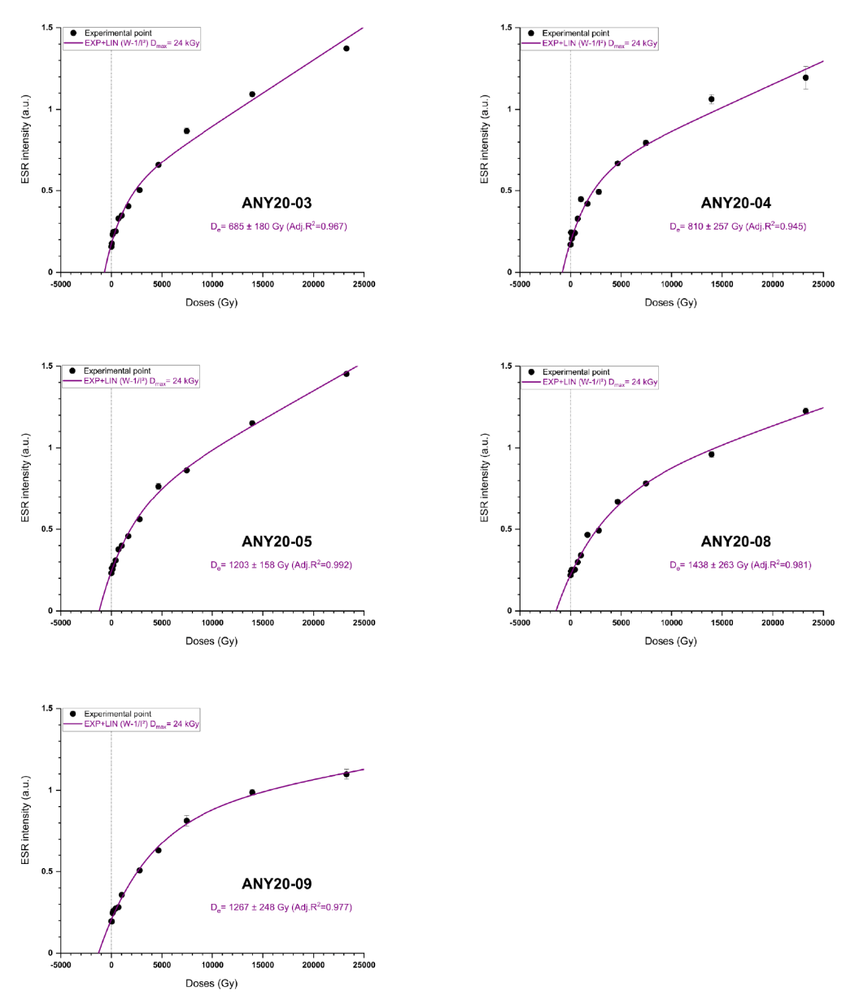 1.5
Experimental point
EXP+LIN (W-1/I²) Dmax= 24 kGy
1
0.5
0
ESR intensity (a.u.)
ANY20-03
De= 685 ± 180 Gy (Adj.R²=0.967)
-5000 0 5000 10000 15000 20000 25000
Doses (Gy)
1.5
Experimental point
EXP+LIN (W-1/I²) Dmax= 24 kGy
1
0.5
0
ESR intensity (a.u.)
ANY20-04
De= 810 ± 257 Gy (Adj.R²=0.945)
-5000 0 5000 10000 15000 20000 25000
Doses (Gy)
1.5
Experimental point
EXP+LIN (W-1/I²) Dmax= 24 kGy
1
0.5
0
ESR intensity (a.u.)
ANY20-05
De= 1203 ± 158 Gy (Adj.R²=0.992)
-5000 0 5000 10000 15000 20000 25000
Doses (Gy)
1.5
Experimental point
EXP+LIN (W-1/I²) Dmax= 24 kGy
1
0.5
0
ESR intensity (a.u.)
ANY20-08
De= 1438 ± 263 Gy (Adj.R²=0.981)
-5000 0 5000 10000 15000 20000 25000
Doses (Gy)
1.5
Experimental point
EXP+LIN (W-1/I²) Dmax= 24 kGy
1
0.5
0
ESR intensity (a.u.)
ANY20-09
De= 1267 ± 248 Gy (Adj.R²=0.977)
-5000 0 5000 10000 15000 20000 25000
Doses (Gy)